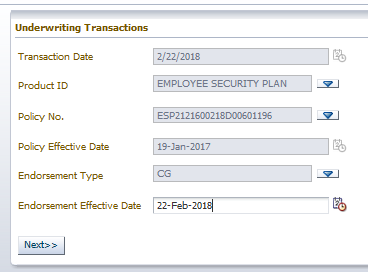 Underwriting Transactions
Transaction Date 2/22/2018
Product ID EMPLOYEE SECURITY PLAN
Policy No. ESP2121600218D00601196
Policy Effective Date 19-Jan-2017
Endorsement Type CG
Endorsement Effective Date 22-Feb-2018
Next>>